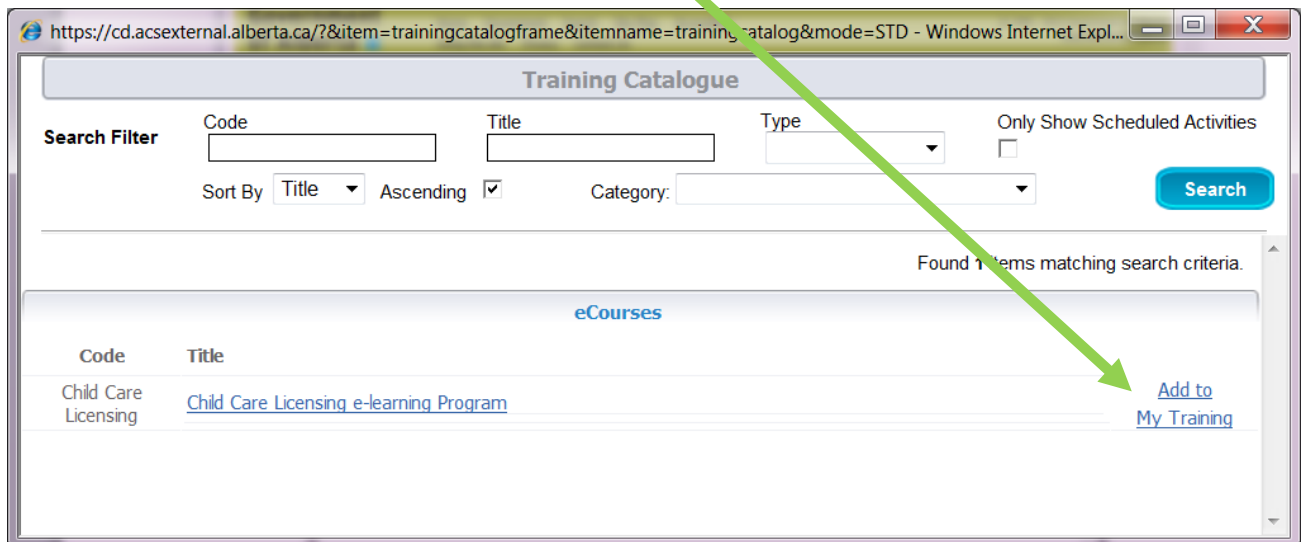 https://cd.acsexternal.alberta.ca/?&item=trainingcatalogframe&itemname=trainingcatalog&mode=STD - Windows Internet Expl...
Training Catalogue
Search Filter Code Title Type Only Show Scheduled Activities
Sort By Title Ascending Category: Search
Found 1 items matching search criteria.
eCourses
Code Title
Child Care Licensing Child Care Licensing e-learning Program Add to
My Training